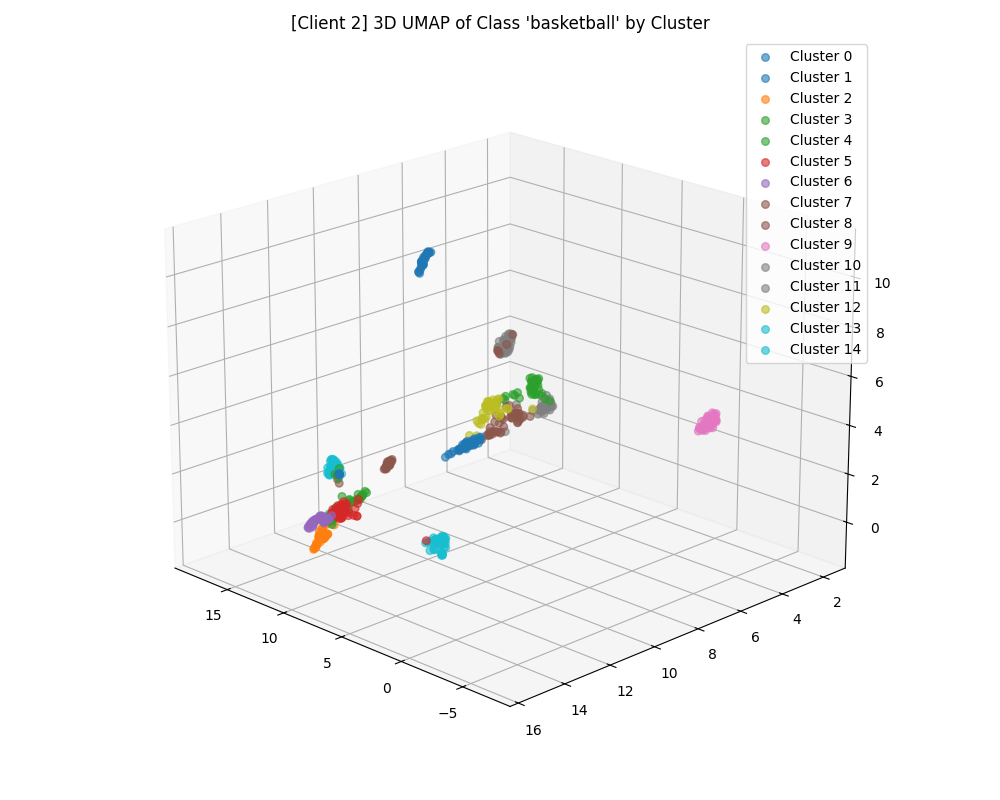 [Client 2] 3D UMAP of Class 'basketball' by Cluster
Cluster 0
Cluster 1
Cluster 2
Cluster 3
Cluster 4
Cluster 5
Cluster 6
Cluster 7
Cluster 8
Cluster 9
Cluster 10
Cluster 11
Cluster 12
Cluster 13
Cluster 14
10
8
6
4
2
0
15
10
5
0
−5
16
14
12
10
8
6
4
2